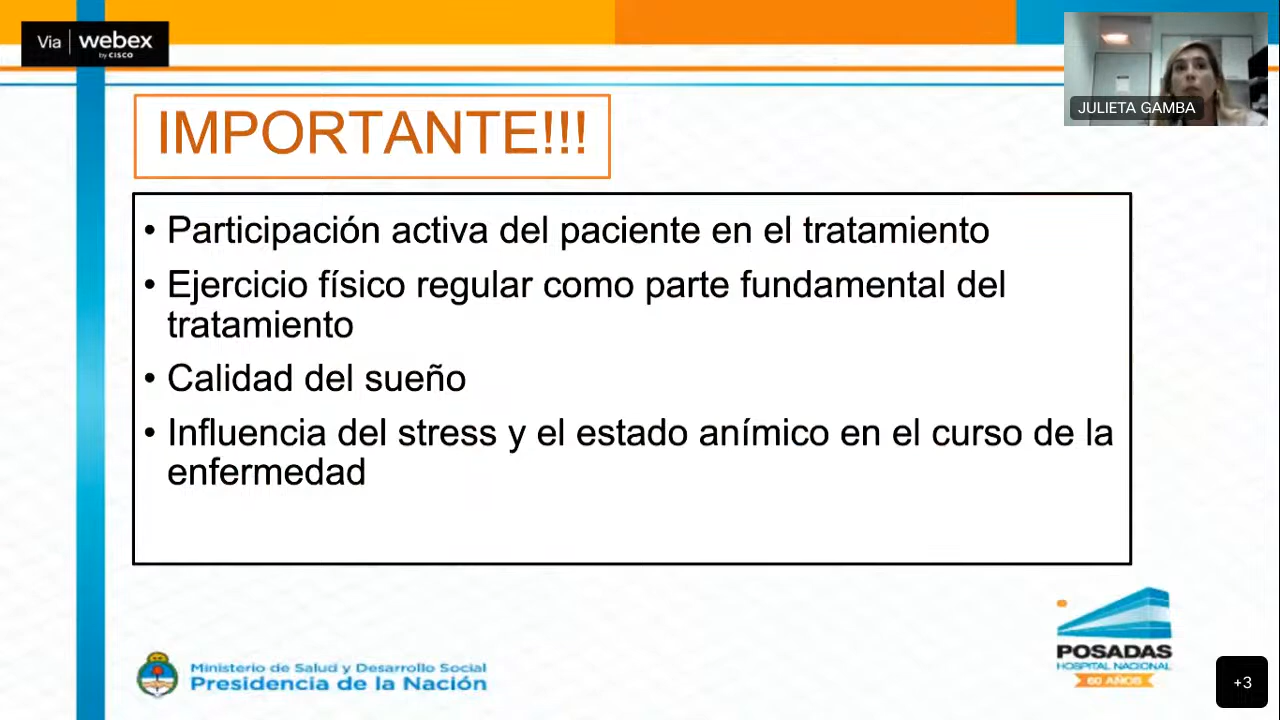 Via webex
by CISCO
JULIETA GAMBA
IMPORTANTE!!!
• Participación activa del paciente en el tratamiento
• Ejercicio físico regular como parte fundamental del
tratamiento
• Calidad del sueño
• Influencia del stress y el estado anímico en el curso de la
enfermedad
Ministerio de Salud y Desarrollo Social
Presidencia de la Nación
POSADAS
HOSPITAL NACIONAL
60 AÑOS
+3